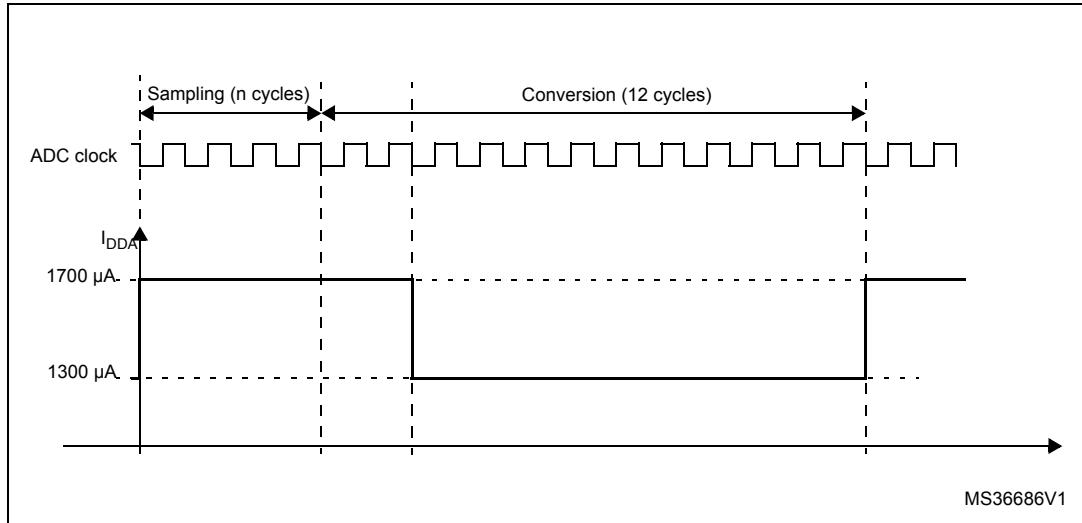 Sampling (n cycles)
Conversion (12 cycles)
ADC clock
IDDA
1700 µA
1300 µA
MS36686V1